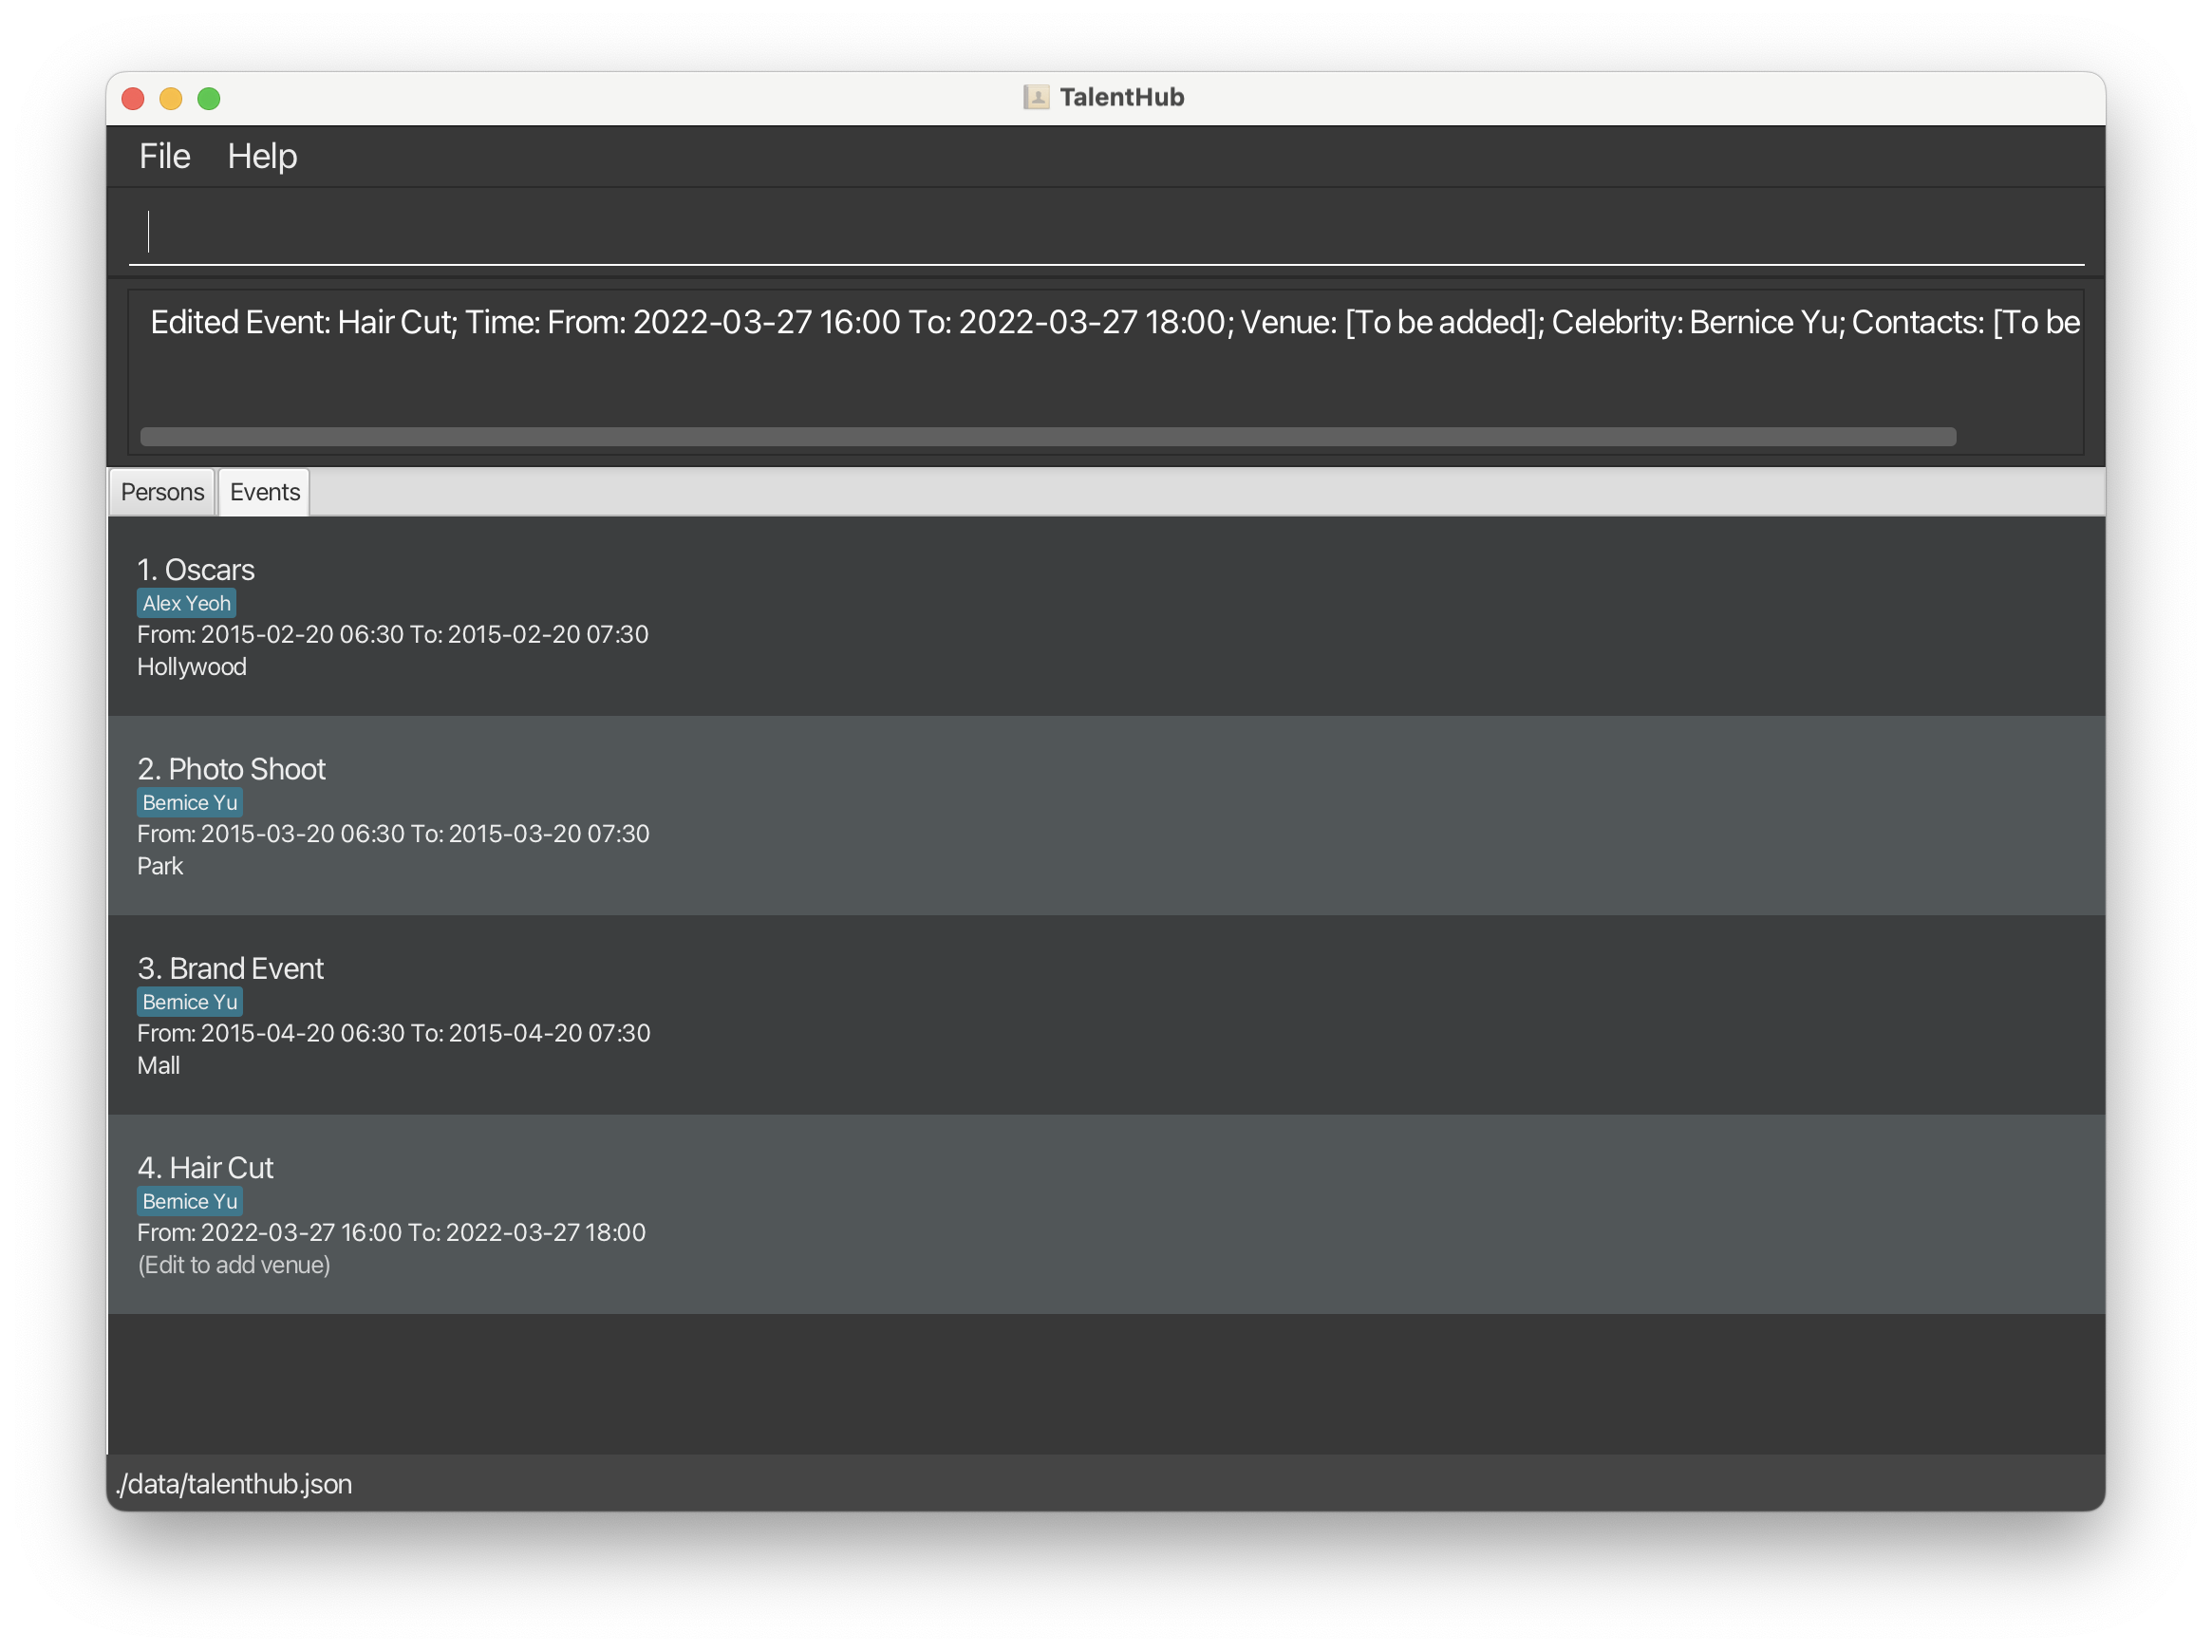 TalentHub
File Help
Edited Event: Hair Cut; Time: From: 2022-03-27 16:00 To: 2022-03-27 18:00; Venue: [To be added]; Celebrity: Bernice Yu; Contacts: [To be
Persons Events
1. Oscars
Alex Yeoh
From: 2015-02-20 06:30 To: 2015-02-20 07:30
Hollywood
2. Photo Shoot
Bernice Yu
From: 2015-03-20 06:30 To: 2015-03-20 07:30
Park
3. Brand Event
Bernice Yu
From: 2015-04-20 06:30 To: 2015-04-20 07:30
Mall
4. Hair Cut
Bernice Yu
From: 2022-03-27 16:00 To: 2022-03-27 18:00
(Edit to add venue)
./data/talenthub.json